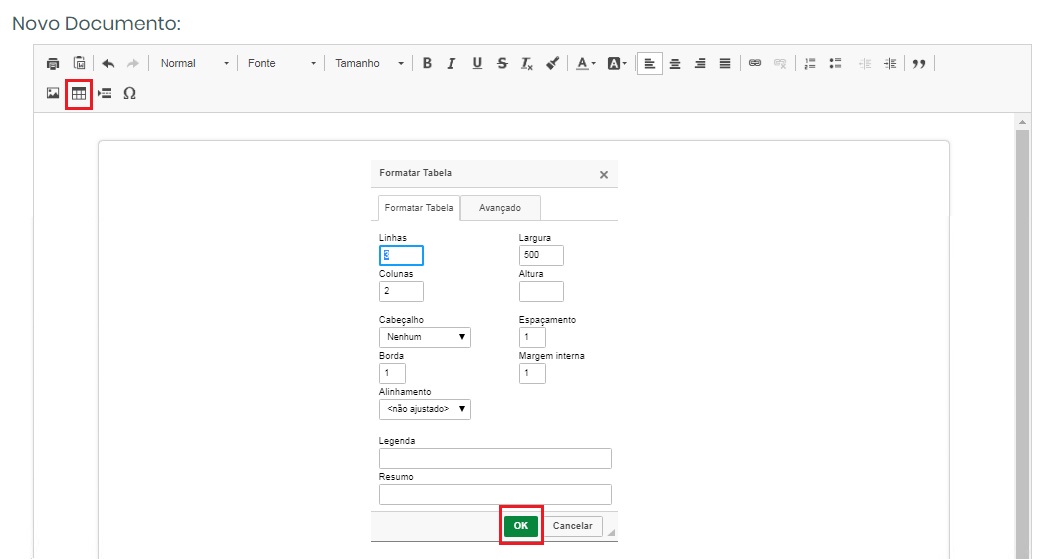 Novo Documento:
Normal Fonte Tamanho B I U S Tx A A
Ω
Formatar Tabela ×
Formatar Tabela Avançado
Linhas Largura
3 500
Colunas Altura
2
Cabeçalho Espaçamento
Nenhum 1
Borda Margem interna
1 1
Alinhamento
<não ajustado>
Legenda
Resumo
OK Cancelar